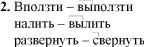 2. Вползти – выползти
налить – вылить
развернуть – свернуть